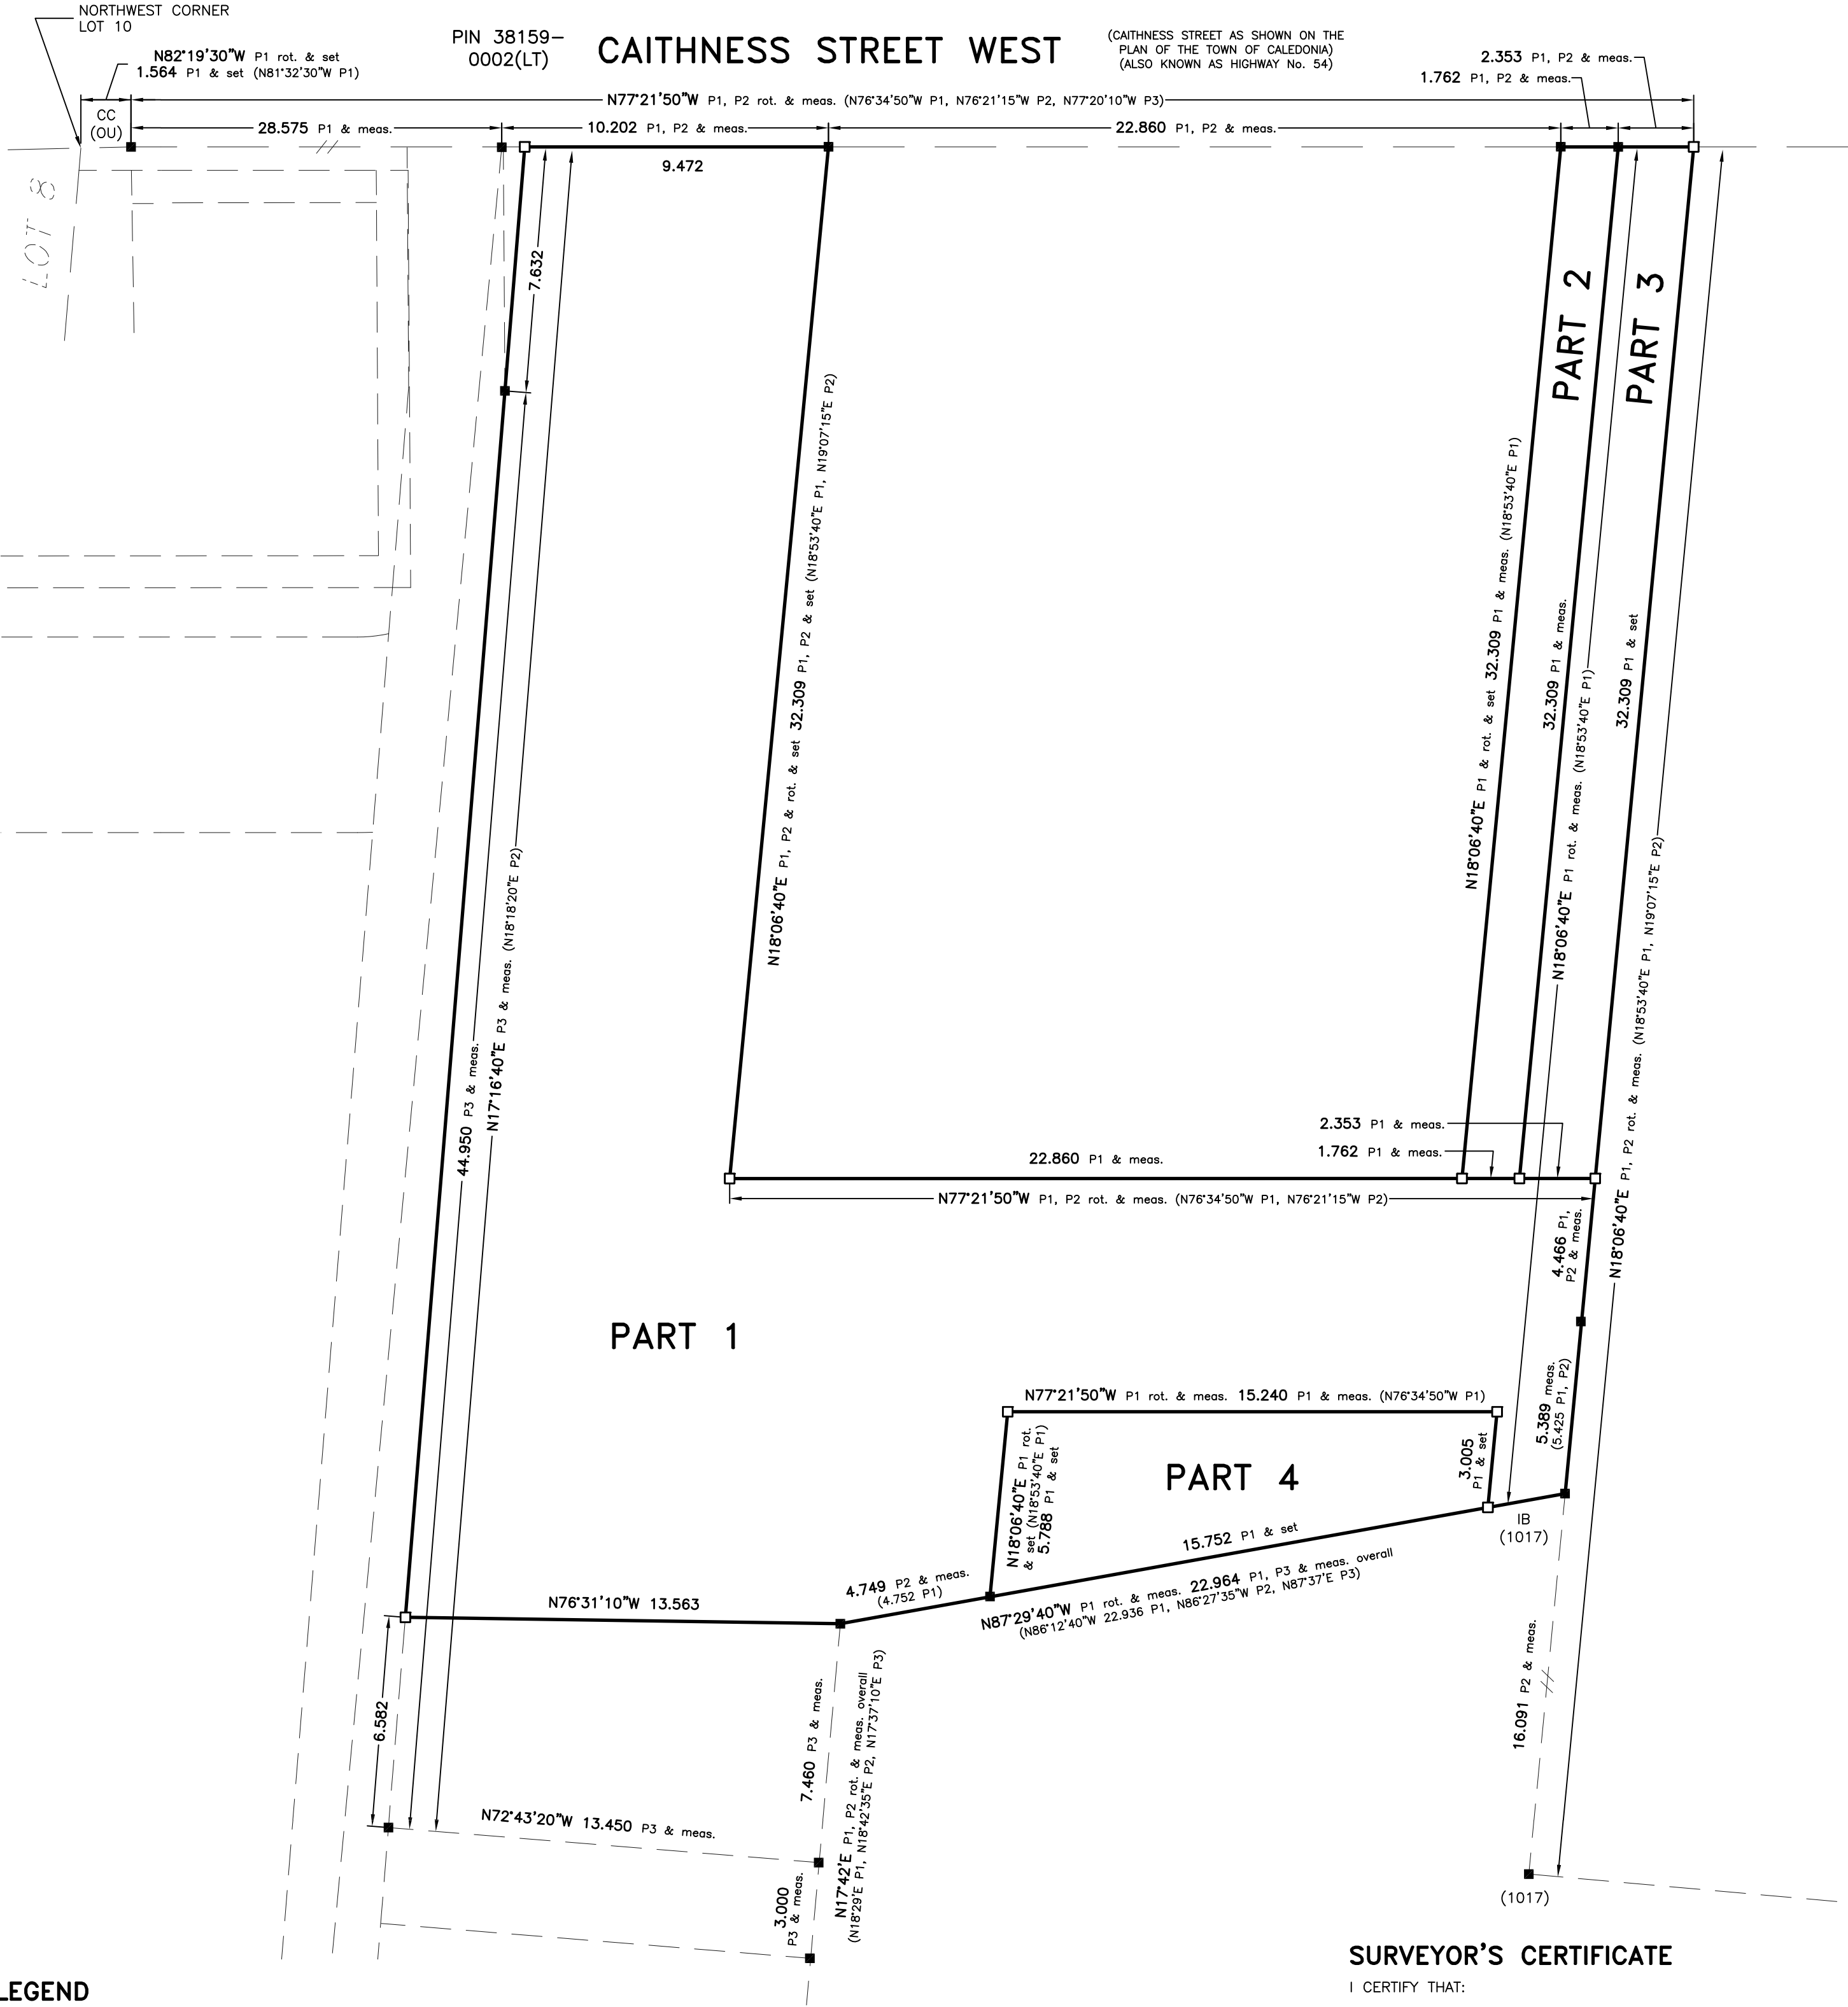 NORTHWEST CORNER
LOT 10
N82°19'30"W P1 rot. & set
1.564 P1 & set (N81°32'30"W P1)
PIN 38159-
0002(LT)
CAITHNESS STREET WEST
(CAITHNESS STREET AS SHOWN ON THE
PLAN OF THE TOWN OF CALEDONIA)
(ALSO KNOWN AS HIGHWAY No. 54)
2.353 P1, P2 & meas.
1.762 P1, P2 & meas.
N77°21'50"W P1, P2 rot. & meas. (N76°34'50"W P1, N76°21'15"W P2, N77°20'10"W P3)
CC
(OU)
28.575 P1 & meas.
10.202 P1, P2 & meas.
22.860 P1, P2 & meas.
9.472
LOT 8
7.632
PART 2
PART 3
N18°06'40"E P1, P2 & rot. & set 32.309 P1, P2 & set (N18°53'40"E P1, N19°07'15"E P2)
N18°06'40"E P1 & rot. & set 32.309 P1 & meas. (N18°53'40"E P1)
32.309 P1 & meas.
N18°06'40"E P1 rot. & meas. (N18°53'40"E P1)
32.309 P1 & set
N18°06'40"E P1, P2 rot. & meas. (N18°53'40"E P1, N19°07'15"E P2)
44.950 P3 & meas.
N17°16'40"E P3 & meas. (N18°18'20"E P2)
2.353 P1 & meas.
1.762 P1 & meas.
22.860 P1 & meas.
N77°21'50"W P1, P2 rot. & meas. (N76°34'50"W P1, N76°21'15"W P2)
4.466 P1,
P2 & meas.
PART 1
N77°21'50"W P1 rot. & meas. 15.240 P1 & meas. (N76°34'50"W P1)
5.389 meas.
(5.425 P1, P2)
N18°06'40"E P1 rot.
& set (N18°53'40"E P1)
5.788 P1 & set
PART 4
3.005
P1 & set
IB
(1017)
15.752 P1 & set
4.749 P2 & meas.
(4.752 P1)
N87°29'40"W P1 rot. & meas. 22.964 P1, P3 & meas. overall
(N86°12'40"W 22.936 P1, N86°27'35"W P2, N87°37'E P3)
N76°31'10"W 13.563
6.582
7.460 P3 & meas.
N17°42'E P1, P2 rot. & meas. overall
(N18°29'E P1, N18°42'35"E P2, N17°37'10"E P3)
16.091 P2 & meas.
N72°43'20"W 13.450 P3 & meas.
3.000
P3 & meas.
(1017)
SURVEYOR'S CERTIFICATE
I CERTIFY THAT:
LEGEND